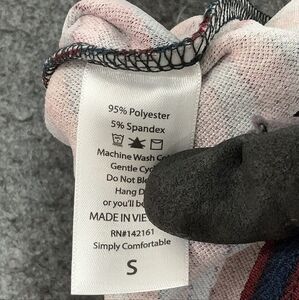 95% Polyester
5% Spandex
Machine Wash
Gentle
Do Not
Hang
or you'll be
MADE IN
RN#142161
Simply Comfortable
S